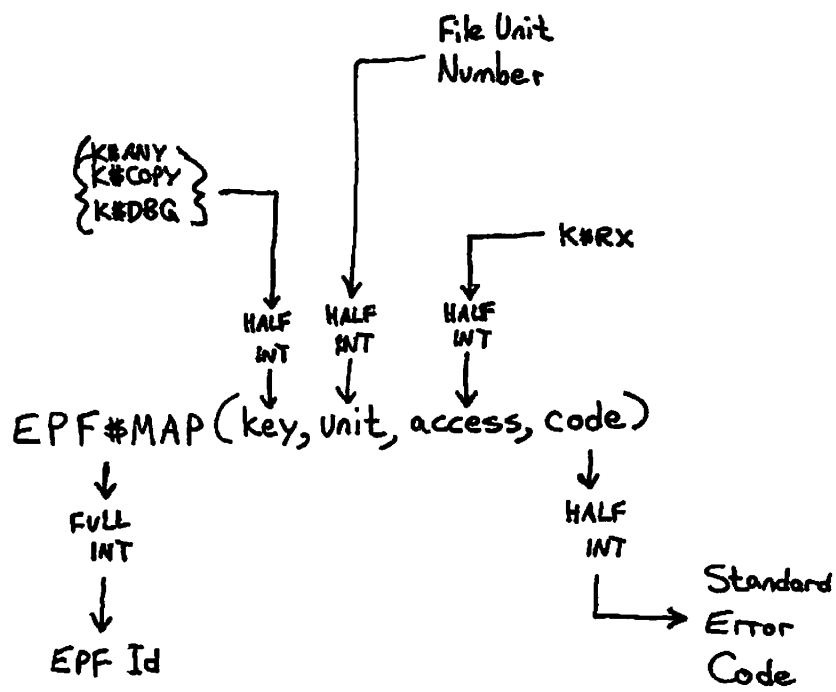 File Unit
Number
K$ANY
K$COPY
K$DBG
K$RX
HALF
INT
HALF
INT
HALF
INT
EPF$MAP(key, unit, access, code)
FULL
INT
HALF
INT
EPF Id
Standard
Error
Code